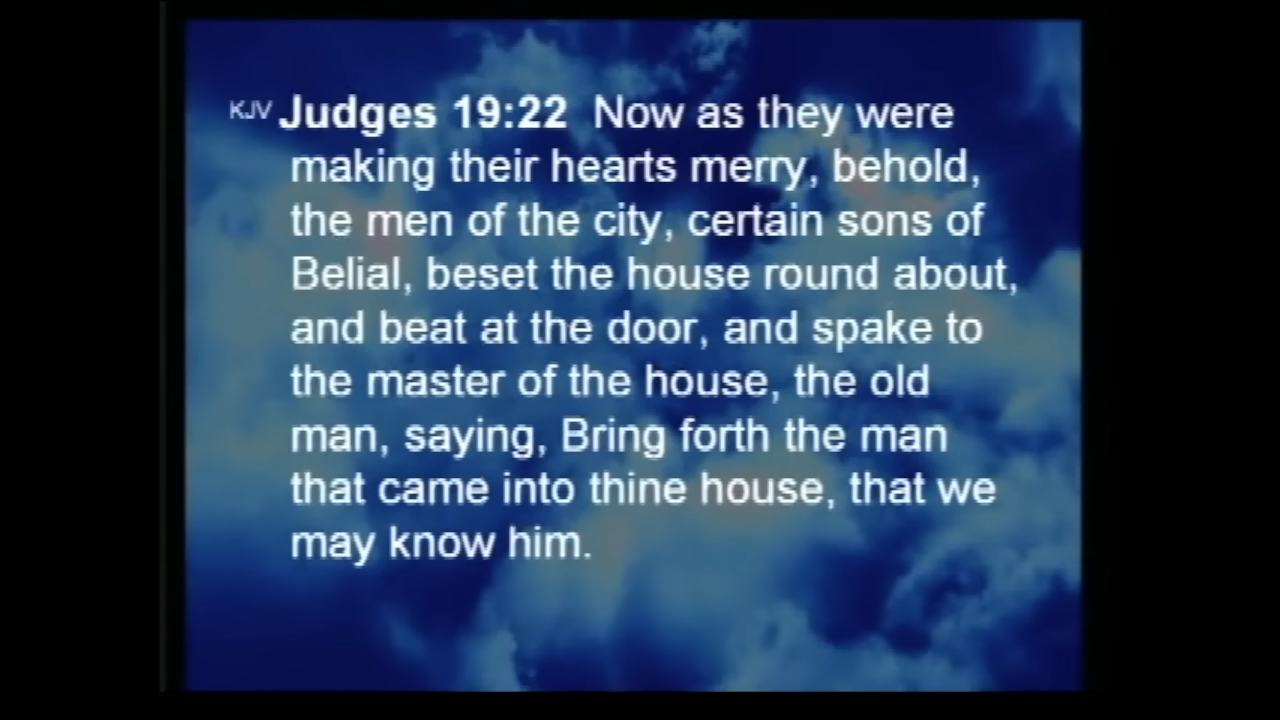 KJV Judges 19:22 Now as they were
making their hearts merry, behold,
the men of the city, certain sons of
Belial, beset the house round about,
and beat at the door, and spake to
the master of the house, the old
man, saying, Bring forth the man
that came into thine house, that we
may know him.